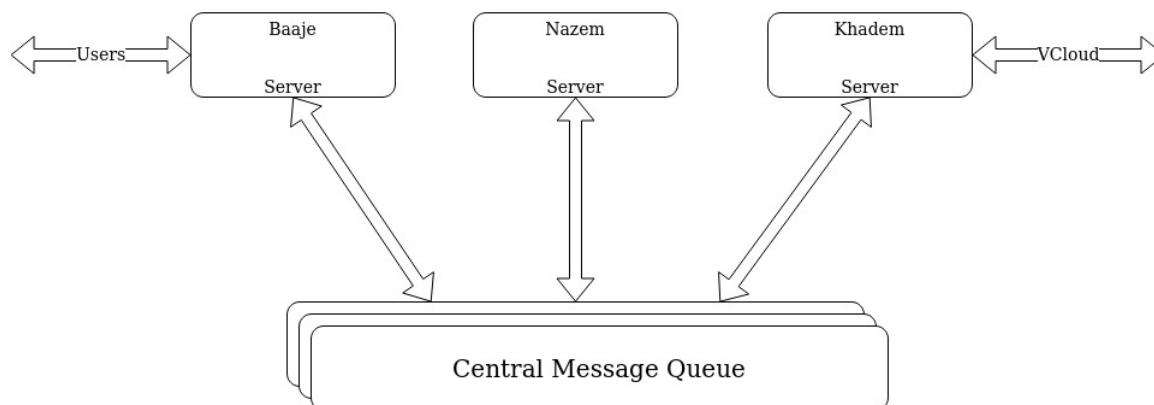 Baaje
Nazem
Khadem
Users
VCloud
Server
Server
Server
Central Message Queue